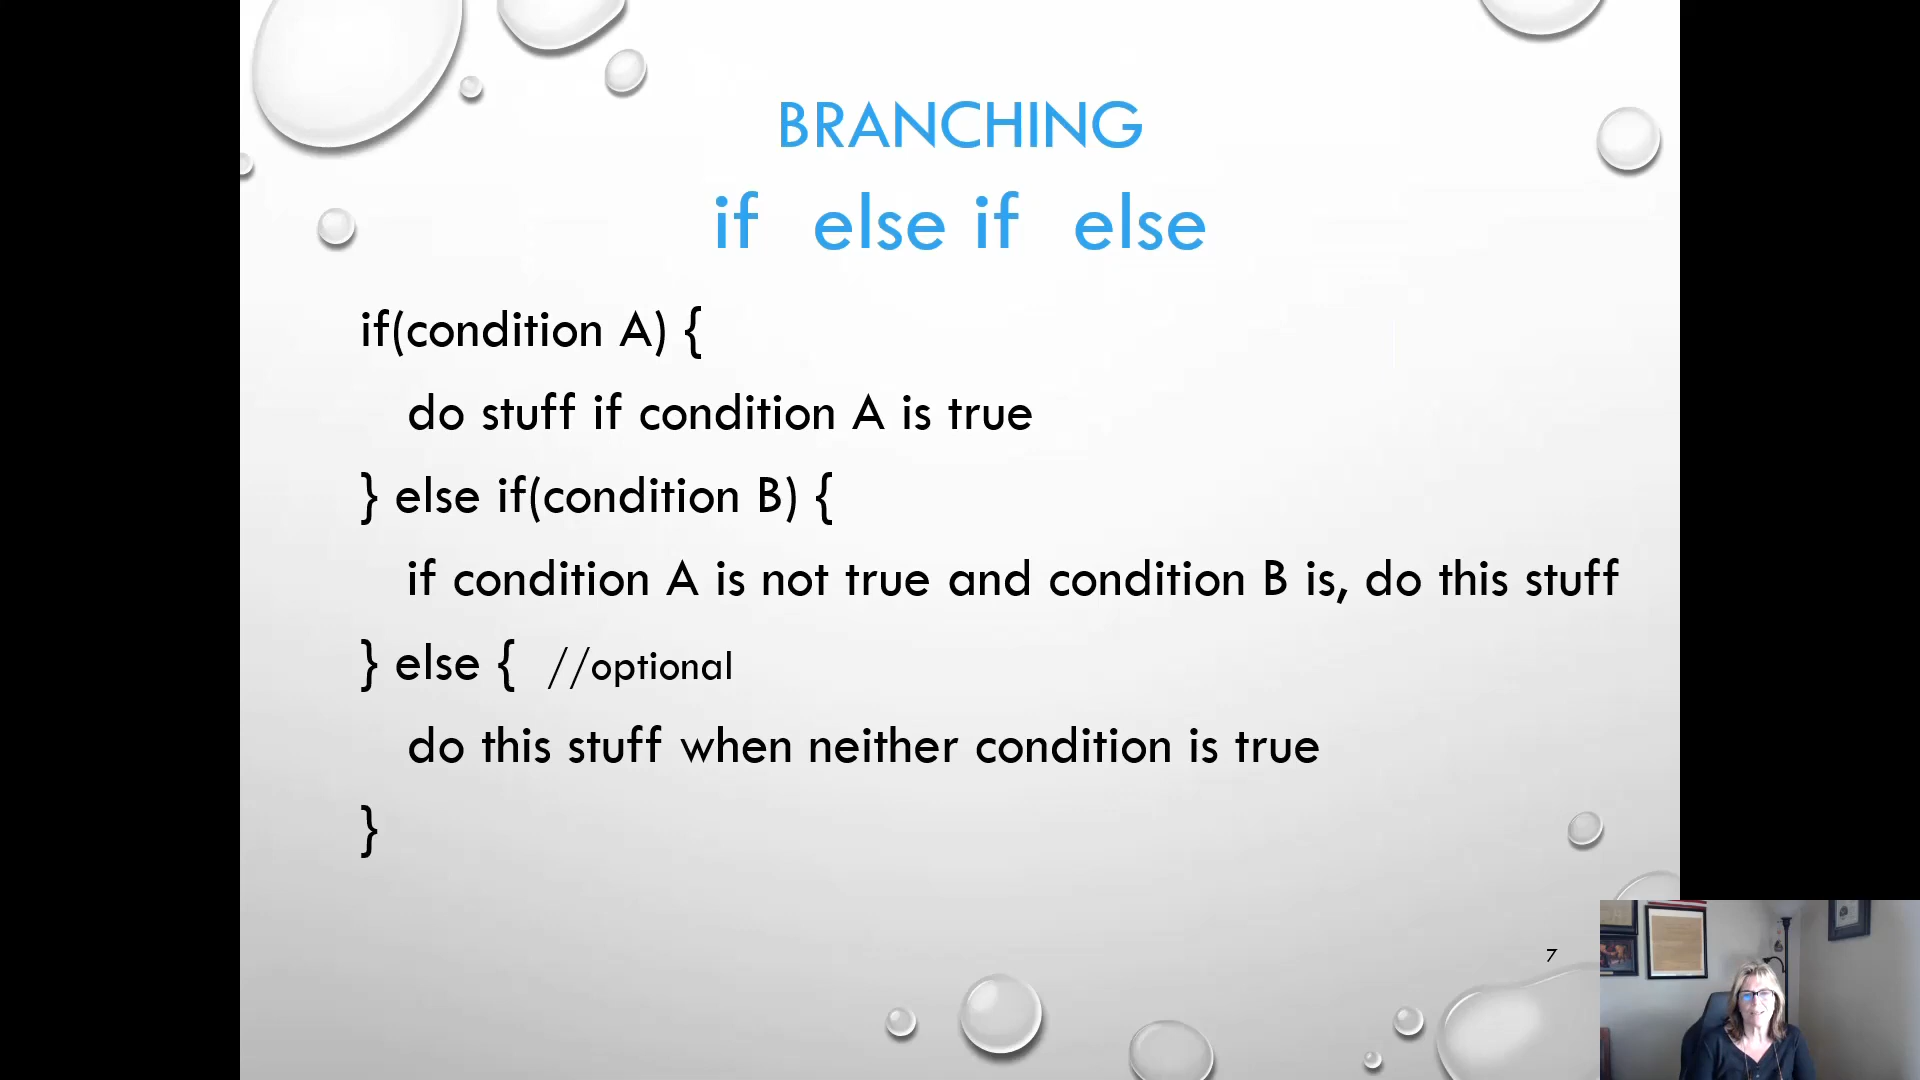 BRANCHING
if else if else
if(condition A) {
do stuff if condition A is true
} else if(condition B) {
if condition A is not true and condition B is, do this stuff
} else { //optional
do this stuff when neither condition is true
}
7